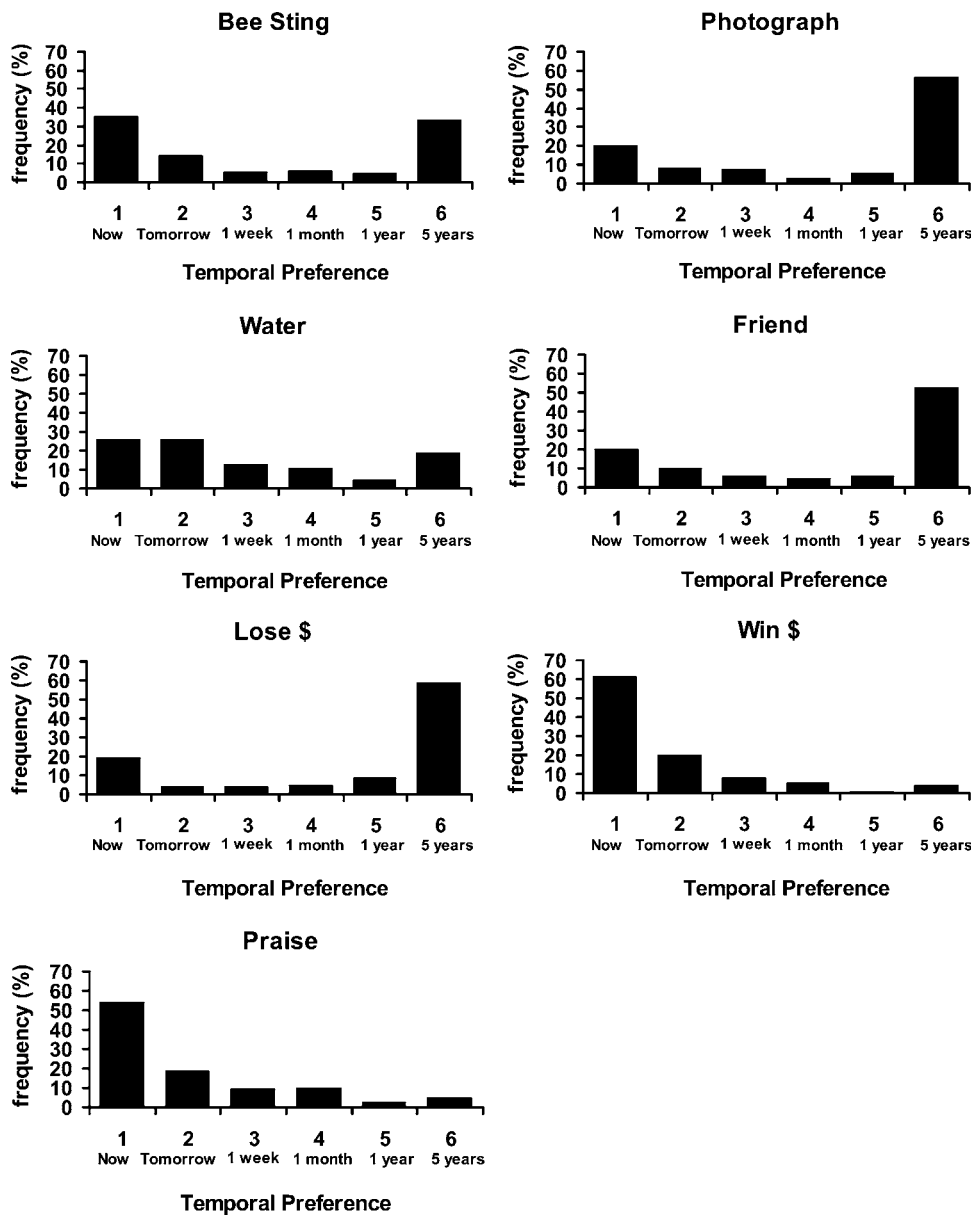 Bee Sting
frequency (%)
70
60
50
40
30
20
10
0
1 2 3 4 5 6
Now Tomorrow 1 week 1 month 1 year 5 years
Temporal Preference
Photograph
frequency (%)
70
60
50
40
30
20
10
0
1 2 3 4 5 6
Now Tomorrow 1 week 1 month 1 year 5 years
Temporal Preference
Water
frequency (%)
70
60
50
40
30
20
10
0
1 2 3 4 5 6
Now Tomorrow 1 week 1 month 1 year 5 years
Temporal Preference
Friend
frequency (%)
70
60
50
40
30
20
10
0
1 2 3 4 5 6
Now Tomorrow 1 week 1 month 1 year 5 years
Temporal Preference
Lose $
frequency (%)
70
60
50
40
30
20
10
0
1 2 3 4 5 6
Now Tomorrow 1 week 1 month 1 year 5 years
Temporal Preference
Win $
frequency (%)
70
60
50
40
30
20
10
0
1 2 3 4 5 6
Now Tomorrow 1 week 1 month 1 year 5 years
Temporal Preference
Praise
frequency (%)
70
60
50
40
30
20
10
0
1 2 3 4 5 6
Now Tomorrow 1 week 1 month 1 year 5 years
Temporal Preference